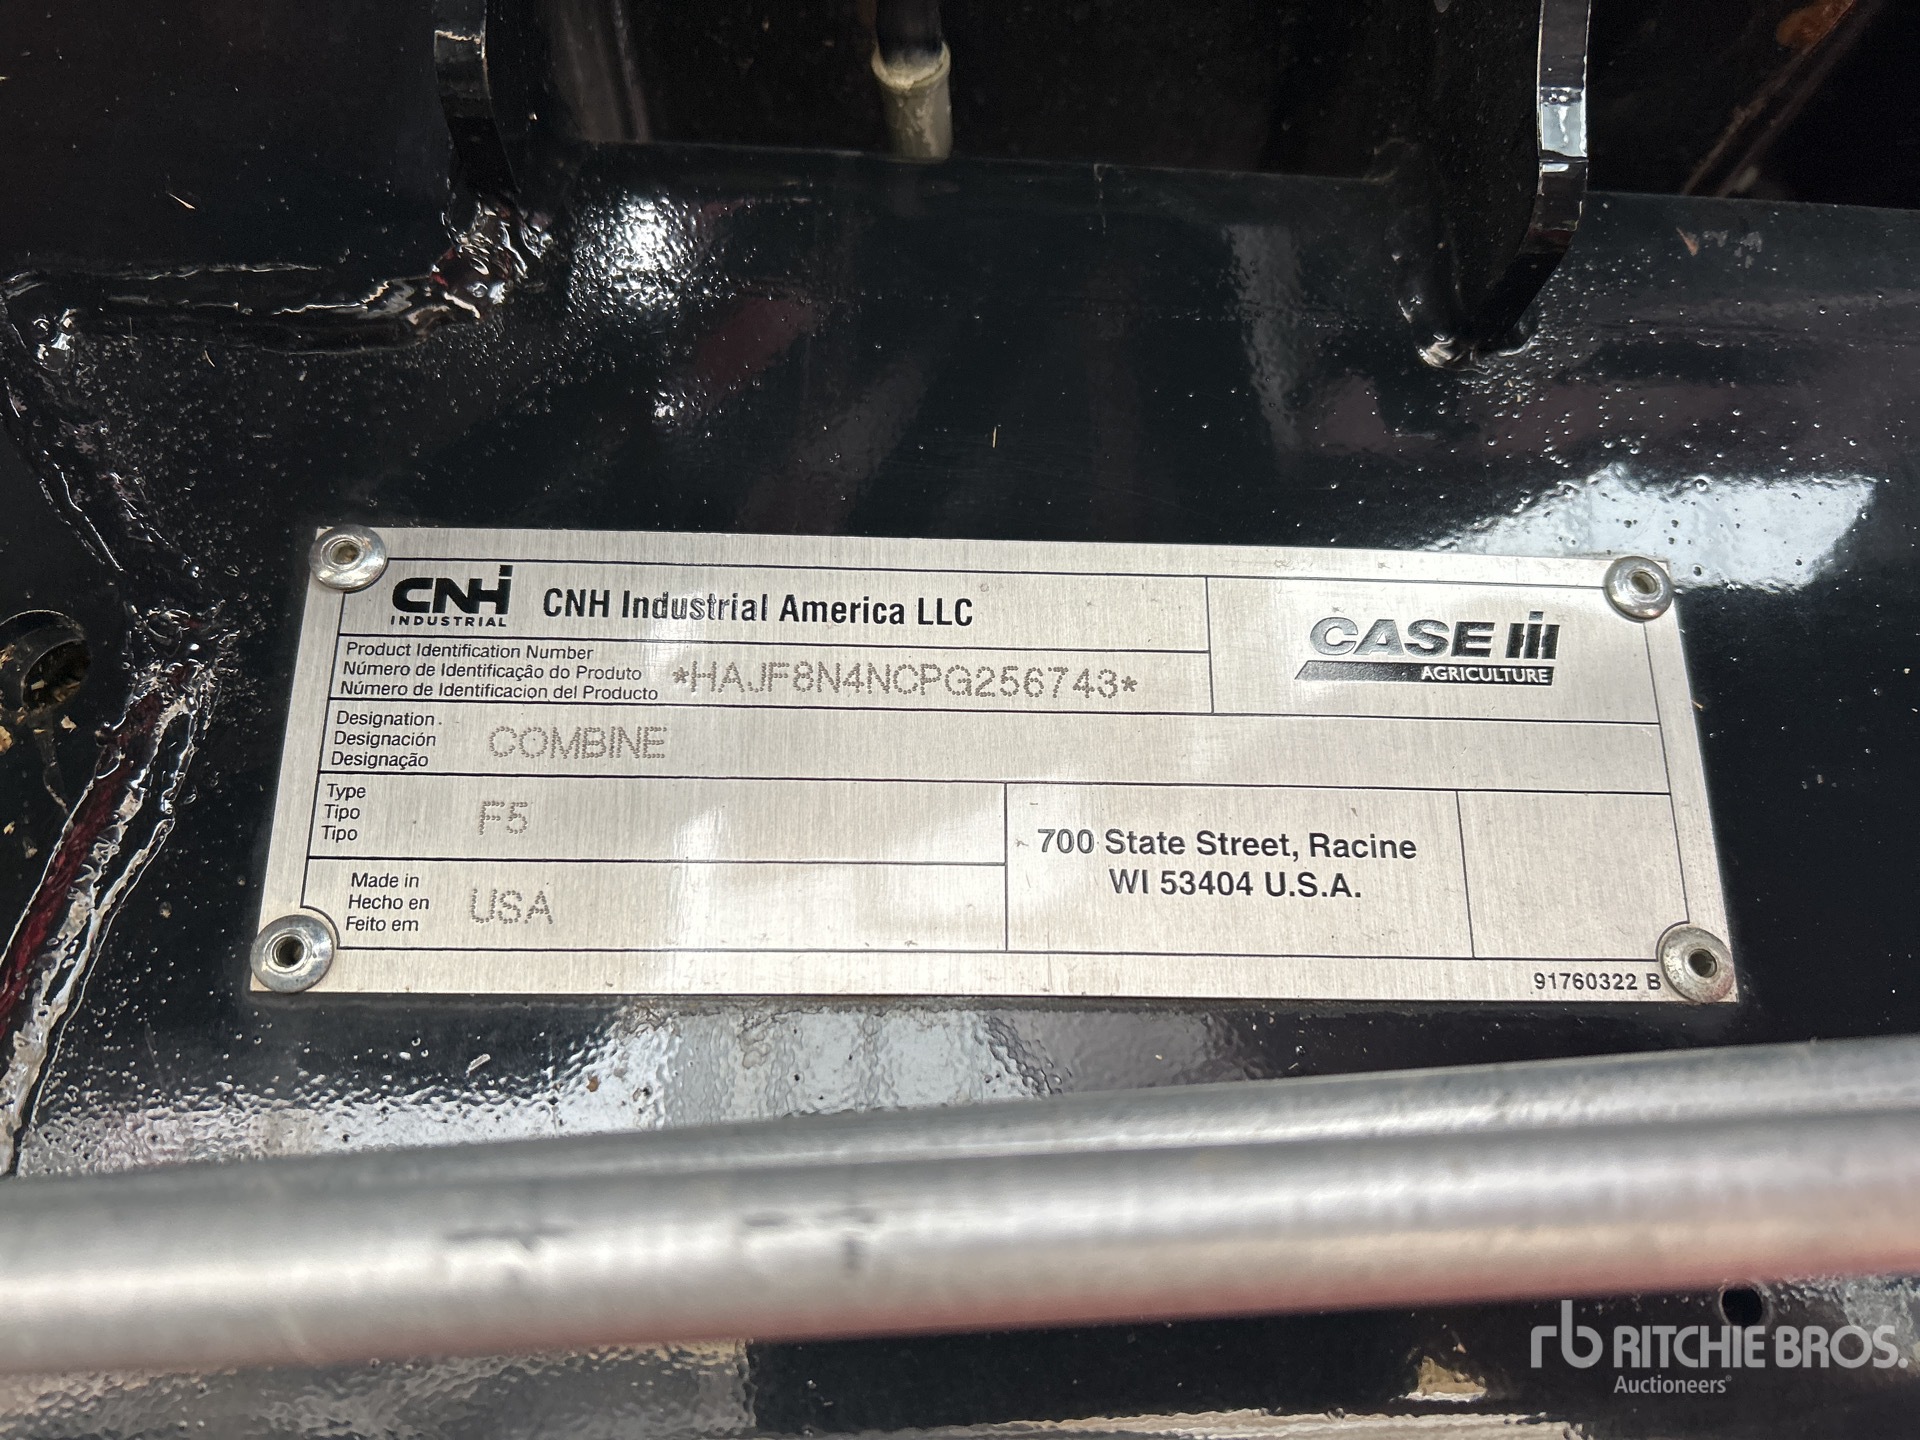 CNH
INDUSTRIAL
CNH Industrial America LLC
CASE IH
AGRICULTURE
Product Identification Number
Número de Identificação do Produto
Número de Identificacion del Producto
*HAJF8N4NCPG256743*
Designation
Designación
Designação
COMBINE
Type
Tipo
Tipo
F5
700 State Street, Racine
WI 53404 U.S.A.
Made in
Hecho en
Feito em
USA
91760322 B
rb RITCHIE BROS.
Auctioneers®